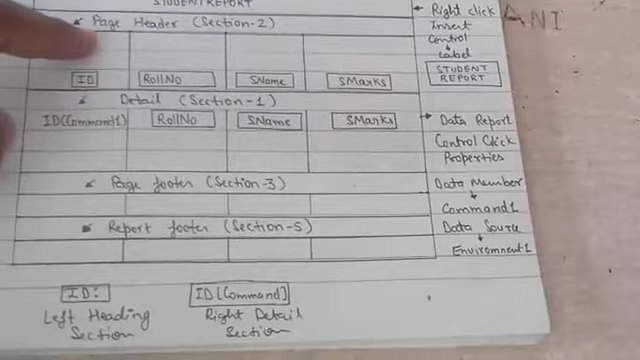 STUDENT REPORT
Page Header (Section-2)
ID RollNo SName SMarks
Detail (Section-1)
ID(Command1) RollNo SName SMarks
Page footer (Section-3)
Report footer (Section-5)
ID:
Left Heading
Section
ID[Command]
Right Detail
Section
Right click
Insert
Control
Label
STUDENT
REPORT
Data Report
Control Click
Properties
Data Member
Command1
Data Source
Environment1
ANI